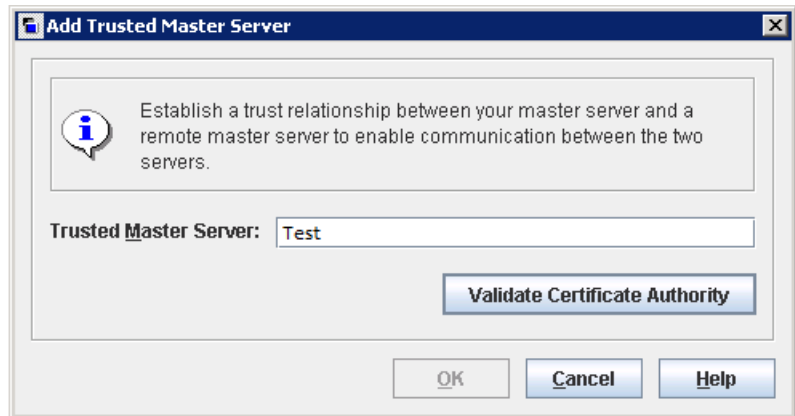 Add Trusted Master Server
Establish a trust relationship between your master server and a
remote master server to enable communication between the two
servers.
Trusted Master Server: Test
Validate Certificate Authority
OK Cancel Help